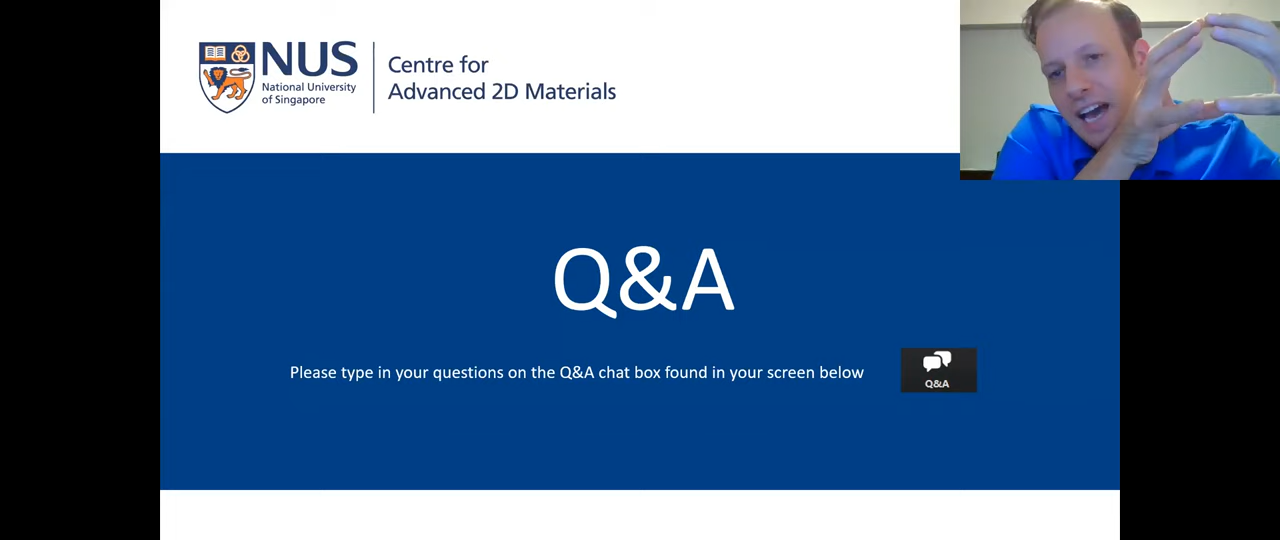 NUS
National University
of Singapore
Centre for
Advanced 2D Materials
Q&A
Please type in your questions on the Q&A chat box found in your screen below
Q&A